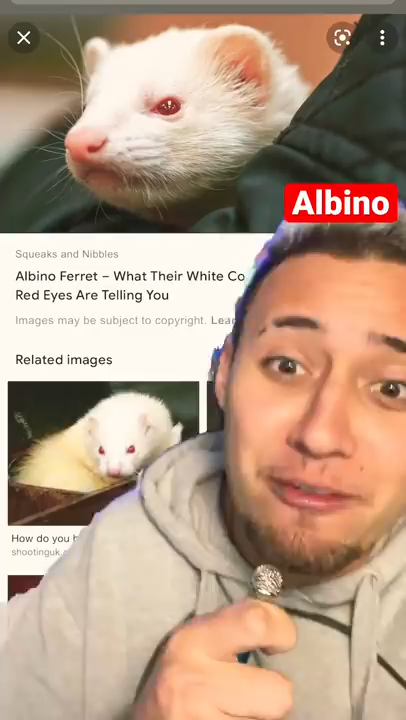 Albino
Squeaks and Nibbles
Albino Ferret – What Their White Co
Red Eyes Are Telling You
Images may be subject to copyright. Lear
Related images
How do you h
shootinguk.c